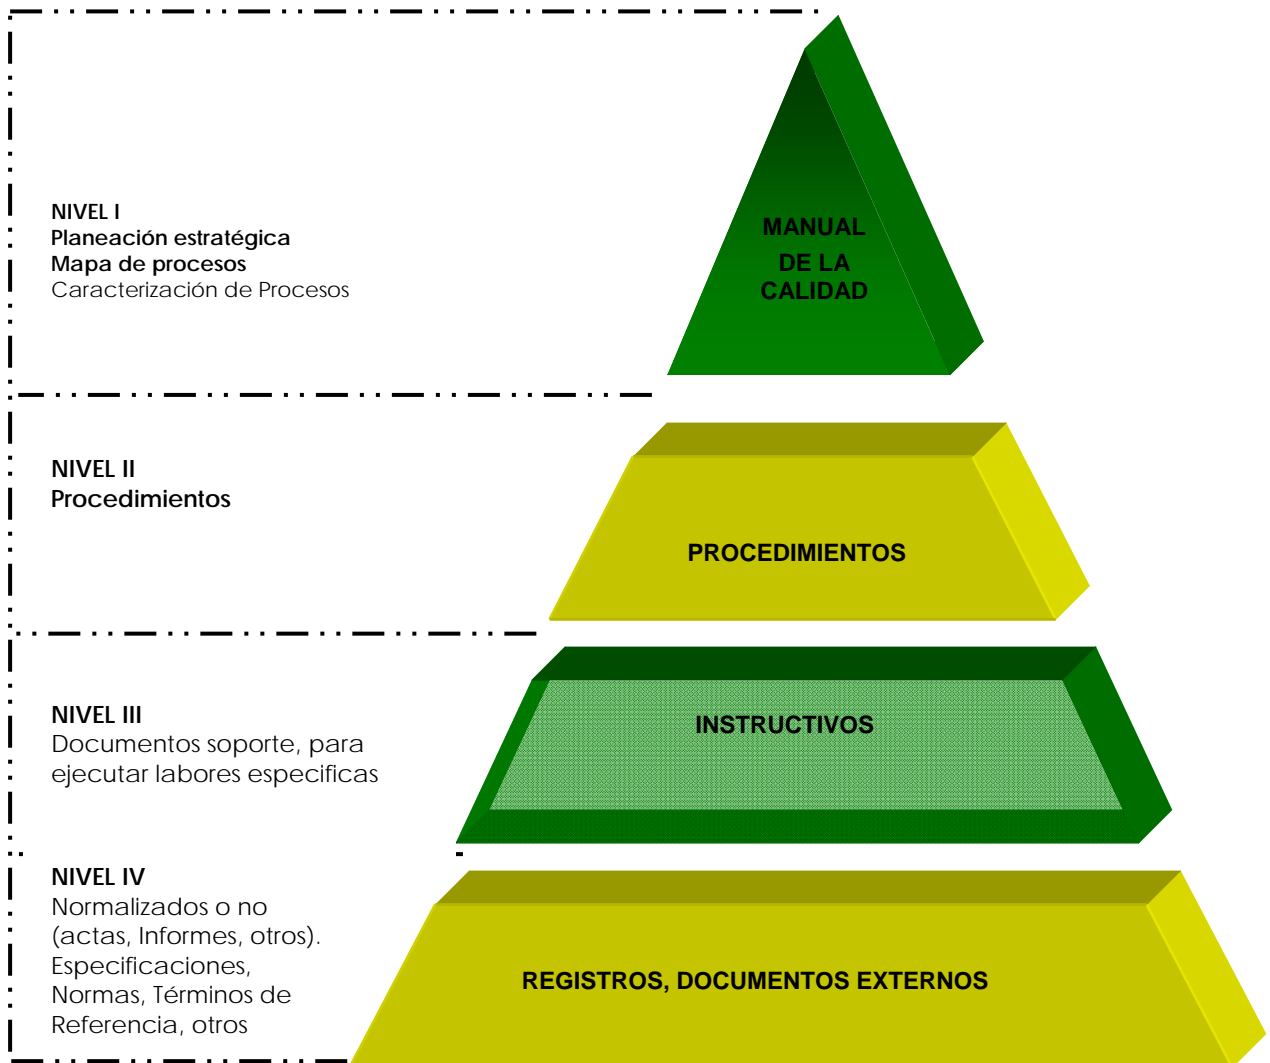 NIVEL I
Planeación estratégica
Mapa de procesos
Caracterización de Procesos
MANUAL
DE LA
CALIDAD
NIVEL II
Procedimientos
PROCEDIMIENTOS
NIVEL III
Documentos soporte, para
ejecutar labores especificas
INSTRUCTIVOS
NIVEL IV
Normalizados o no
(actas, Informes, otros).
Especificaciones,
Normas, Términos de
Referencia, otros
REGISTROS, DOCUMENTOS EXTERNOS